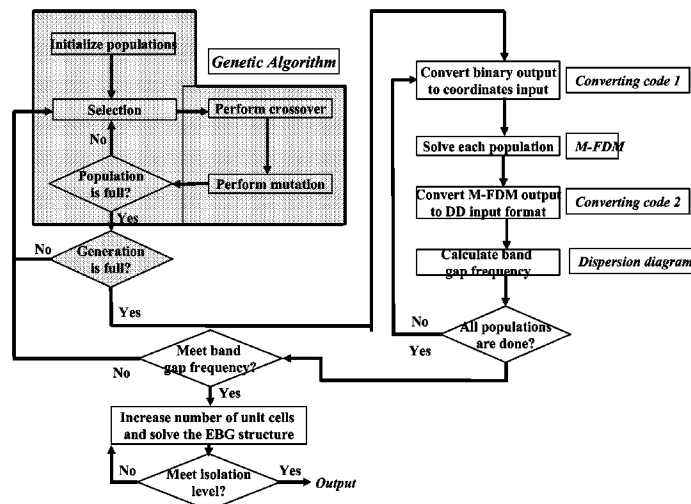 Initialize populations
Genetic Algorithm
Selection
Perform crossover
No
Population
is full?
Perform mutation
Yes
No
Generation
is full?
Yes
Convert binary output
to coordinates input
Converting code 1
Solve each population
M-FDM
Convert M-FDM output
to DD input format
Converting code 2
Calculate band
gap frequency
Dispersion diagram
No
All populations
are done?
Yes
Meet band
gap frequency?
No
Yes
Increase number of unit cells
and solve the EBG structure
No
Meet isolation
level?
Yes
Output